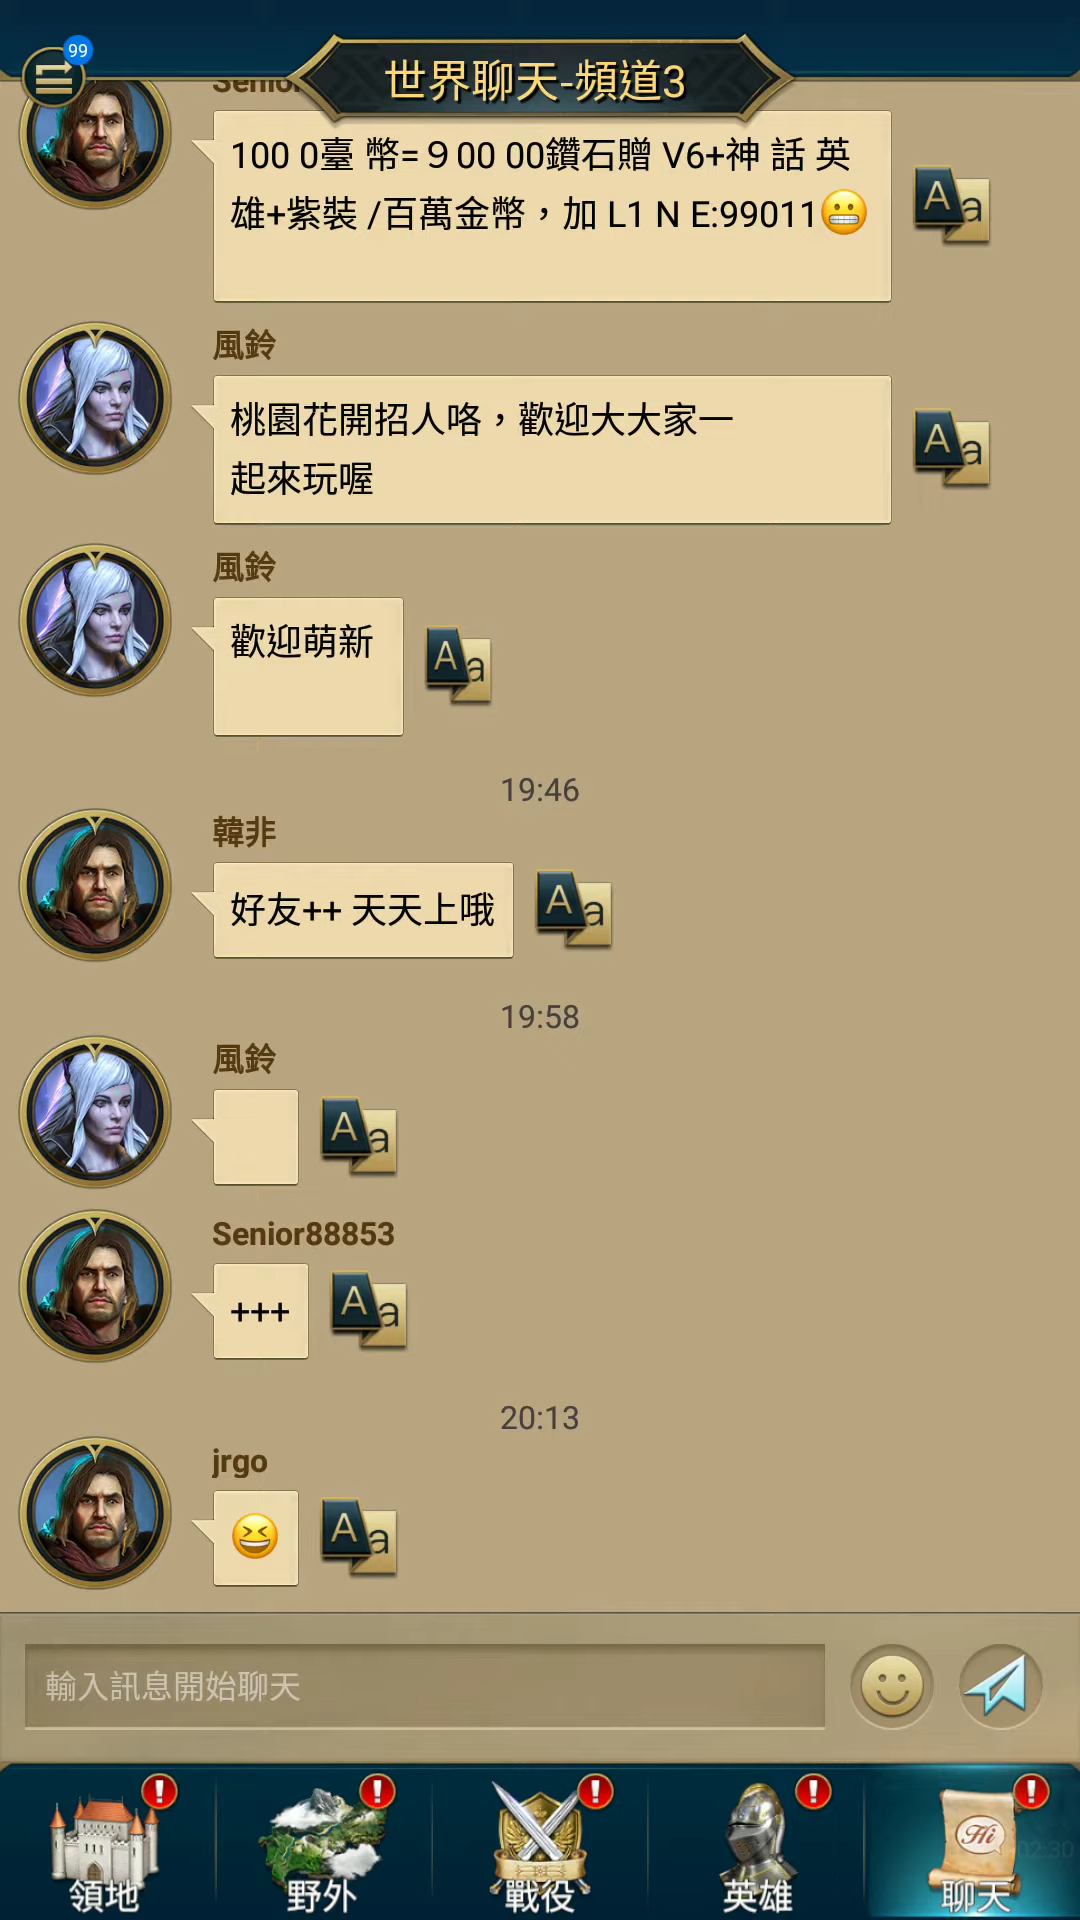 99
世界聊天-頻道3
Senior
100 0臺 幣=９00 00鑽石贈 V6+神 話 英
雄+紫裝 /百萬金幣，加 L1 N E:99011😬
風鈴
桃園花開招人咯，歡迎大大家一
起來玩喔
風鈴
歡迎萌新
19:46
韓非
好友++ 天天上哦
19:58
風鈴
Senior88853
+++
20:13
jrgo
😆
輸入訊息開始聊天
領地
野外
戰役
英雄
Hi
02:30
聊天